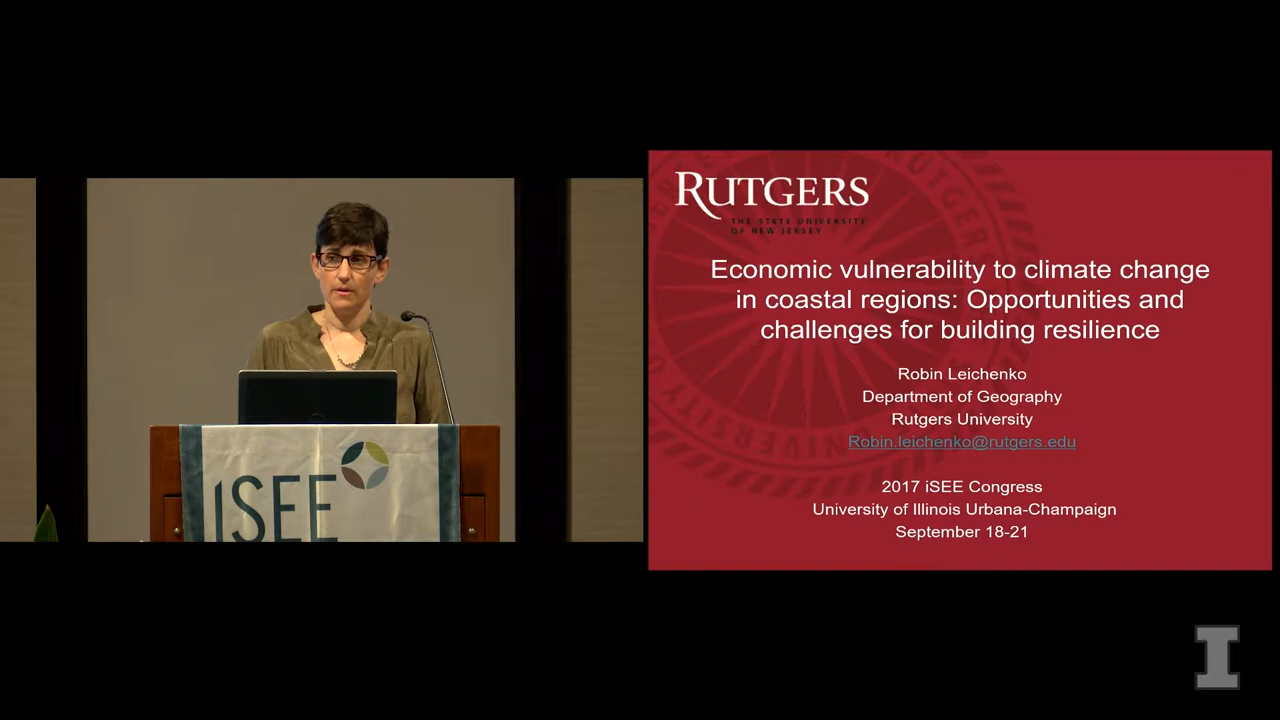 iSEE
RUTGERS
THE STATE UNIVERSITY
OF NEW JERSEY
Economic vulnerability to climate change
in coastal regions: Opportunities and
challenges for building resilience
Robin Leichenko
Department of Geography
Rutgers University
Robin.leichenko@rutgers.edu
2017 iSEE Congress
University of Illinois Urbana-Champaign
September 18-21
I